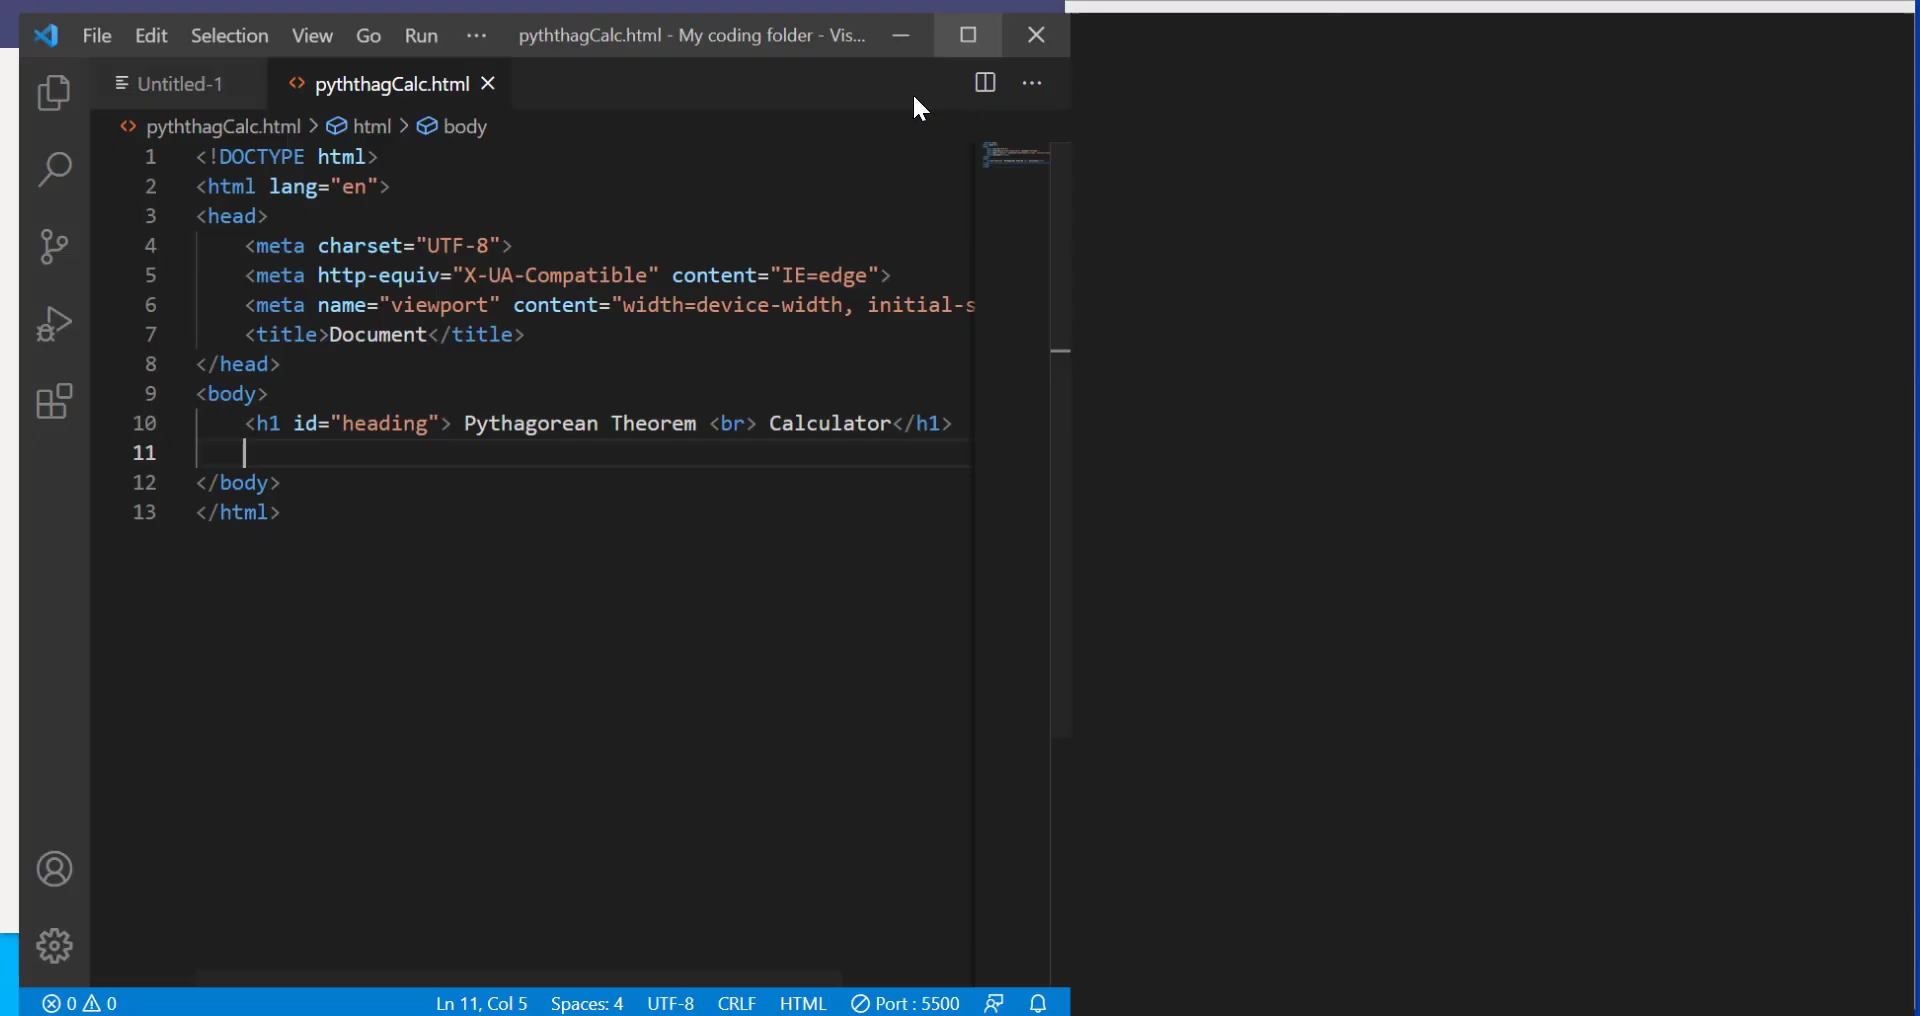 File Edit Selection View Go Run ··· pyththagCalc.html - My coding folder - Vis...
Untitled-1 pyththagCalc.html
pyththagCalc.html > html > body
1 <!DOCTYPE html>
2 <html lang="en">
3 <head>
4 <meta charset="UTF-8">
5 <meta http-equiv="X-UA-Compatible" content="IE=edge">
6 <meta name="viewport" content="width=device-width, initial-s
7 <title>Document</title>
8 </head>
9 <body>
10 <h1 id="heading"> Pythagorean Theorem <br> Calculator</h1>
11
12 </body>
13 </html>
0 0 Ln 11, Col 5 Spaces: 4 UTF-8 CRLF HTML Port : 5500